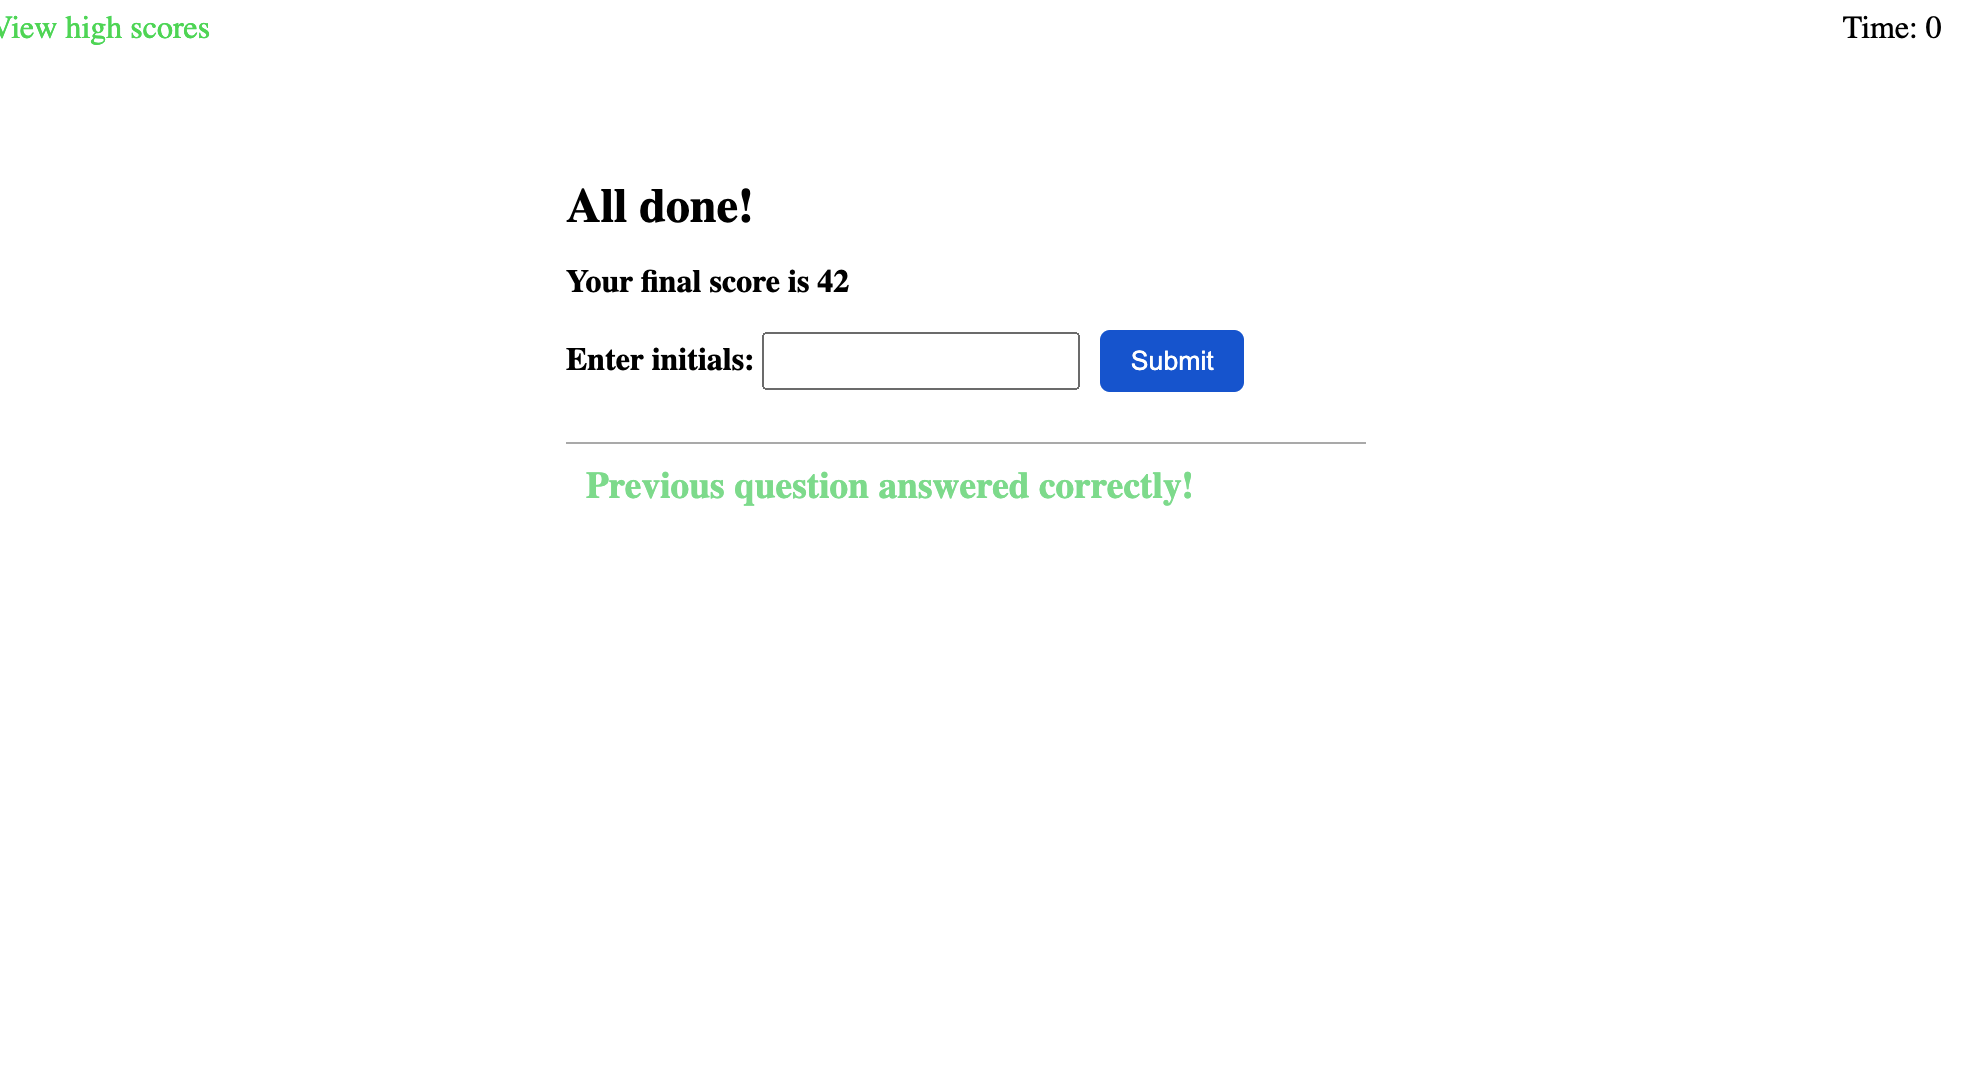 View high scores
Time: 0
All done!
Your final score is 42
Enter initials:
Submit
Previous question answered correctly!